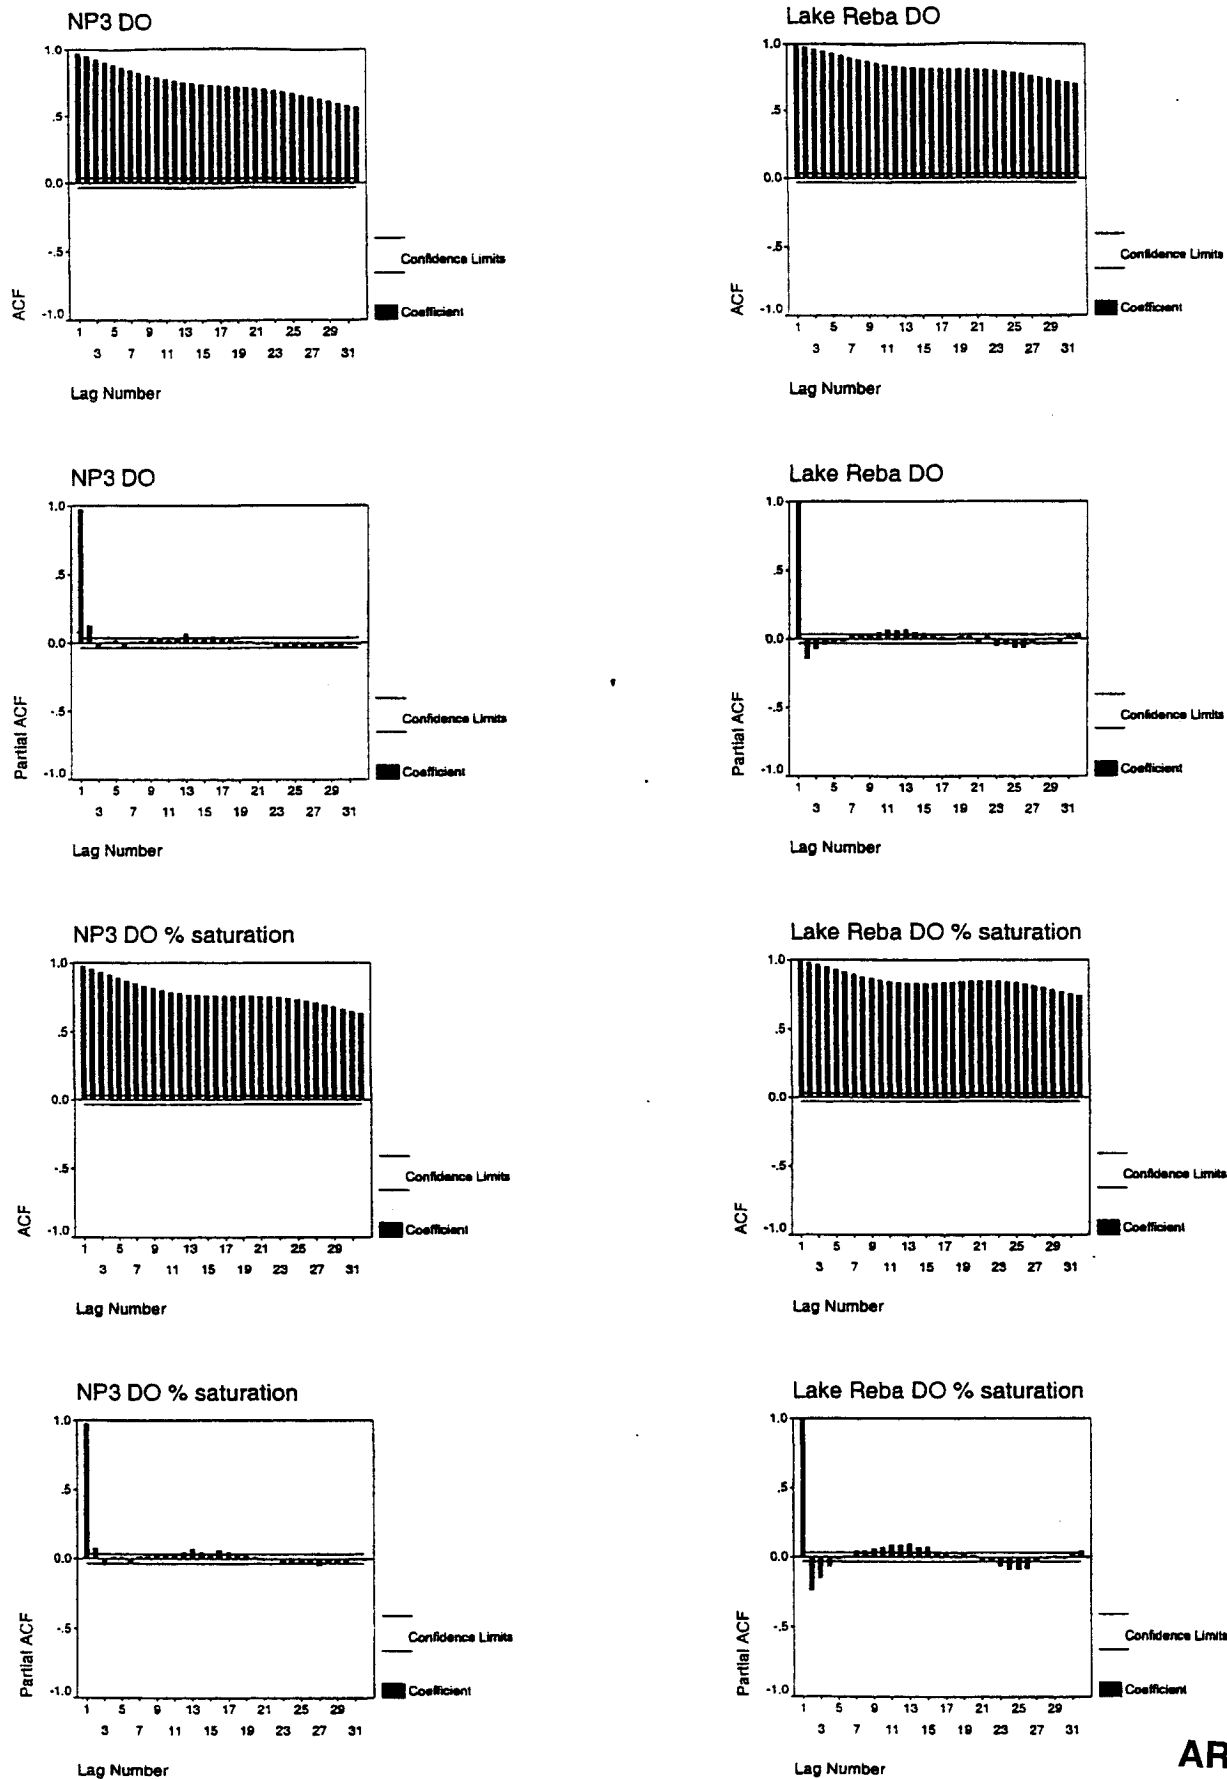 NP3 DO
1.0
.5
0.0
-.5
-1.0
ACF
1 5 9 13 17 21 25 29
3 7 11 15 19 23 27 31
Lag Number
Confidence Limits
Coefficient
Lake Reba DO
1.0
.5
0.0
-.5
-1.0
ACF
1 5 9 13 17 21 25 29
3 7 11 15 19 23 27 31
Lag Number
Confidence Limits
Coefficient
NP3 DO
1.0
.5
0.0
-.5
-1.0
Partial ACF
1 5 9 13 17 21 25 29
3 7 11 15 19 23 27 31
Lag Number
Confidence Limits
Coefficient
Lake Reba DO
1.0
.5
0.0
-.5
-1.0
Partial ACF
1 5 9 13 17 21 25 29
3 7 11 15 19 23 27 31
Lag Number
Confidence Limits
Coefficient
NP3 DO % saturation
1.0
.5
0.0
-.5
-1.0
ACF
1 5 9 13 17 21 25 29
3 7 11 15 19 23 27 31
Lag Number
Confidence Limits
Coefficient
Lake Reba DO % saturation
1.0
.5
0.0
-.5
-1.0
ACF
1 5 9 13 17 21 25 29
3 7 11 15 19 23 27 31
Lag Number
Confidence Limits
Coefficient
NP3 DO % saturation
1.0
.5
0.0
-.5
-1.0
Partial ACF
1 5 9 13 17 21 25 29
3 7 11 15 19 23 27 31
Lag Number
Confidence Limits
Coefficient
Lake Reba DO % saturation
1.0
.5
0.0
-.5
-1.0
Partial ACF
1 5 9 13 17 21 25 29
3 7 11 15 19 23 27 31
Lag Number
Confidence Limits
Coefficient
AR